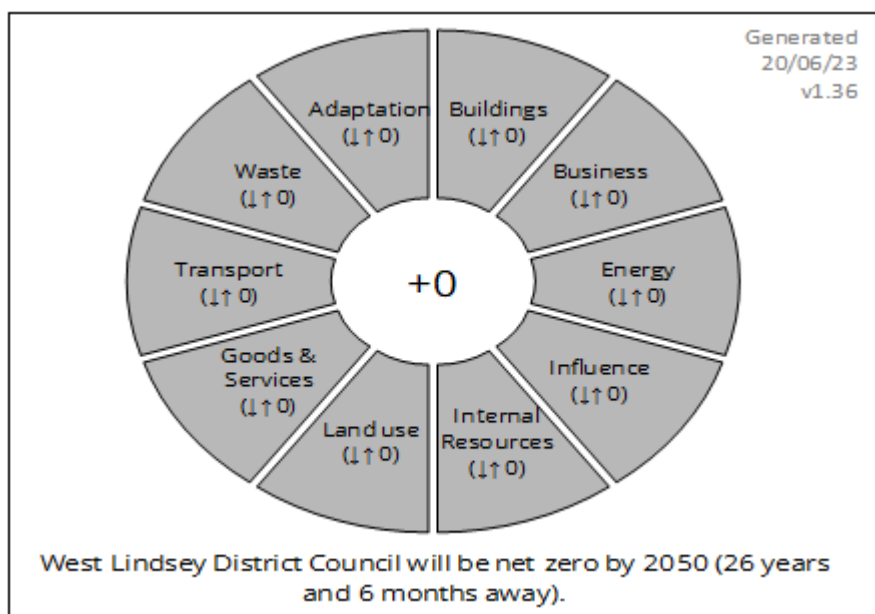 Generated
20/06/23
v1.36
Adaptation
(↓↑ 0)
Buildings
(↓↑ 0)
Waste
(↓↑ 0)
Business
(↓↑ 0)
Transport
(↓↑ 0)
+0
Energy
(↓↑ 0)
Goods &
Services
(↓↑ 0)
Influence
(↓↑ 0)
Land use
(↓↑ 0)
Internal
Resources
(↓↑ 0)
West Lindsey District Council will be net zero by 2050 (26 years
and 6 months away).